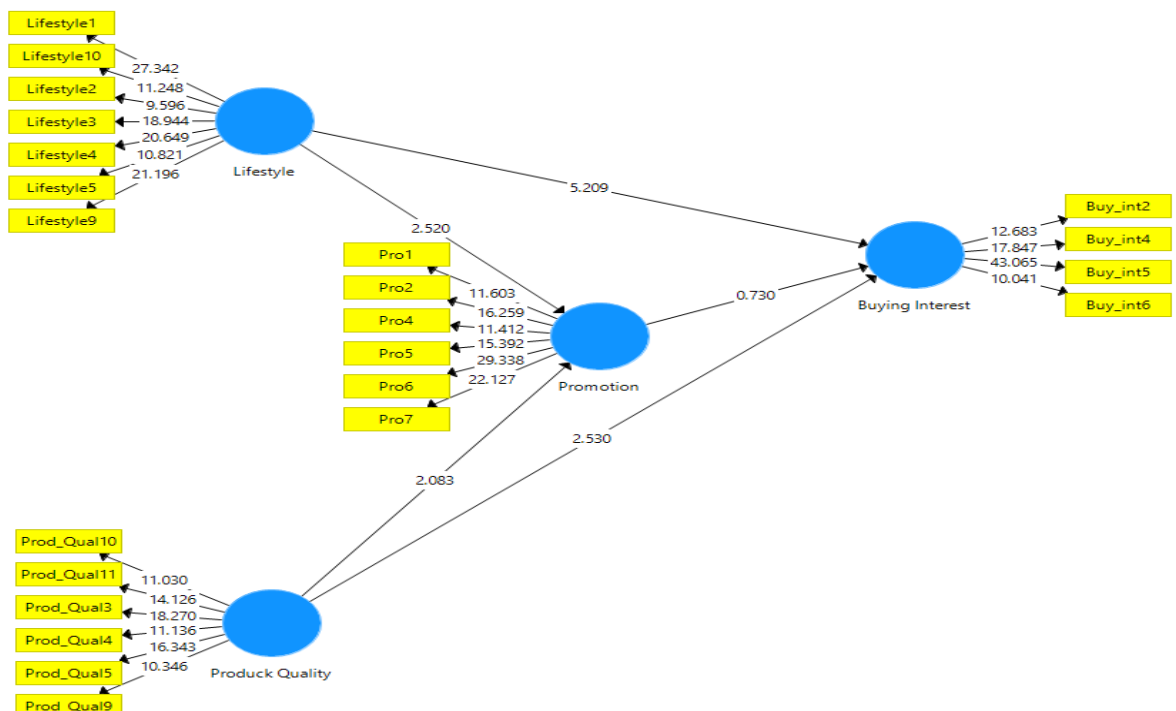 Lifestyle1
Lifestyle10
Lifestyle2
Lifestyle3
Lifestyle4
Lifestyle5
Lifestyle9
27.342
11.248
9.596
18.944
20.649
10.821
21.196
Lifestyle
5.209
2.520
Pro1
Pro2
Pro4
Pro5
Pro6
Pro7
11.603
16.259
11.412
15.392
29.338
22.127
Promotion
0.730
Buy_int2
Buy_int4
Buy_int5
Buy_int6
12.683
17.847
43.065
10.041
Buying Interest
2.530
2.083
Prod_Qual10
Prod_Qual11
Prod_Qual3
Prod_Qual4
Prod_Qual5
Prod_Qual9
11.030
14.126
18.270
11.136
16.343
10.346
Produck Quality